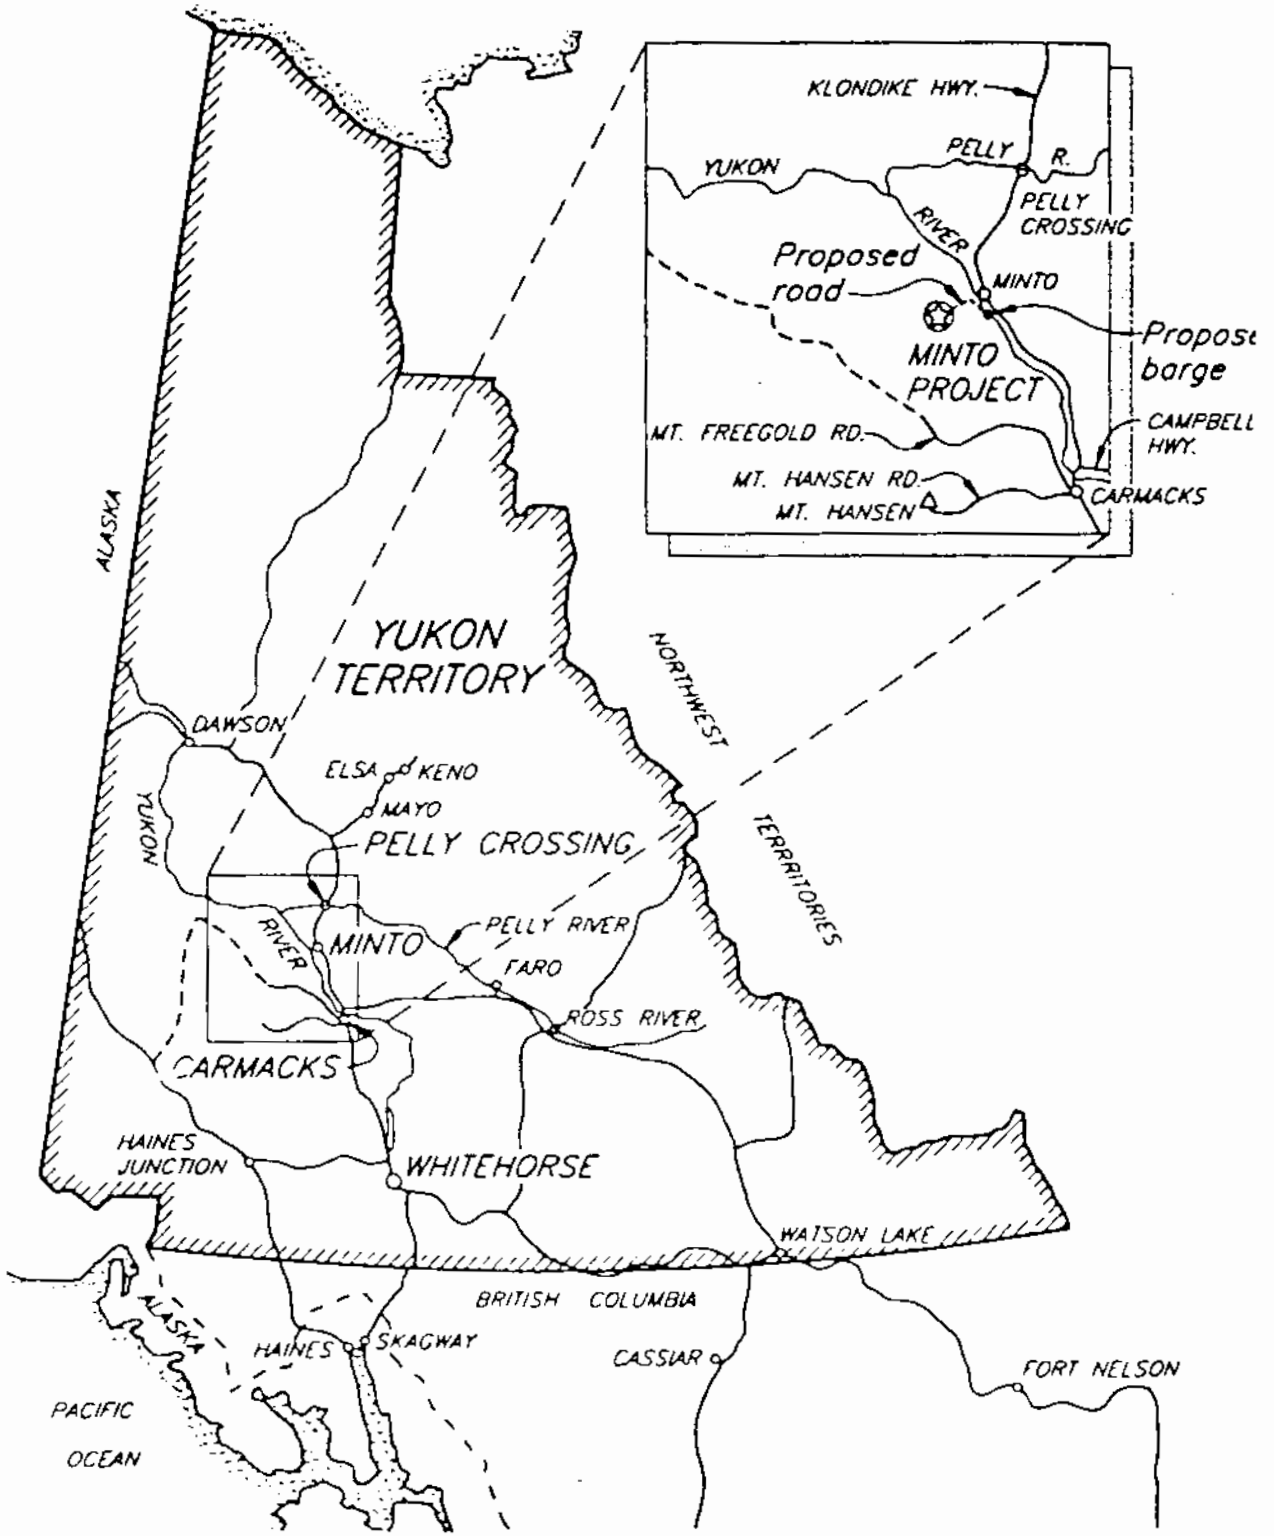 KLONDIKE HWY.
PELLY R.
YUKON
PELLY
CROSSING
RIVER
Proposed
road
MINTO
MINTO
PROJECT
Propose
barge
CAMPBELL
HWY.
MT. FREEGOLD RD.
MT. HANSEN RD.
MT. HANSEN
CARMACKS
ALASKA
YUKON
TERRITORY
NORTHWEST
TERRRITORIES
DAWSON
ELSA
KENO
MAYO
YUKON
PELLY CROSSING
RIVER
MINTO
PELLY RIVER
FARO
ROSS RIVER
CARMACKS
HAINES
JUNCTION
WHITEHORSE
WATSON LAKE
BRITISH COLUMBIA
ALASKA
HAINES
SKAGWAY
CASSIAR
FORT NELSON
PACIFIC
OCEAN